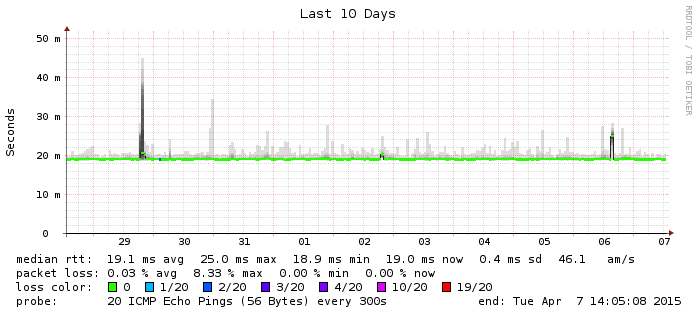 Last 10 Days
RRDTOOL / TOBI OETIKER
Seconds
50 m
40 m
30 m
20 m
10 m
0
29 30 31 01 02 03 04 05 06 07
median rtt: 19.1 ms avg 25.0 ms max 18.9 ms min 19.0 ms now 0.4 ms sd 46.1 am/s
packet loss: 0.03 % avg 8.33 % max 0.00 % min 0.00 % now
loss color: 0 1/20 2/20 3/20 4/20 10/20 19/20
probe: 20 ICMP Echo Pings (56 Bytes) every 300s end: Tue Apr 7 14:05:08 2015